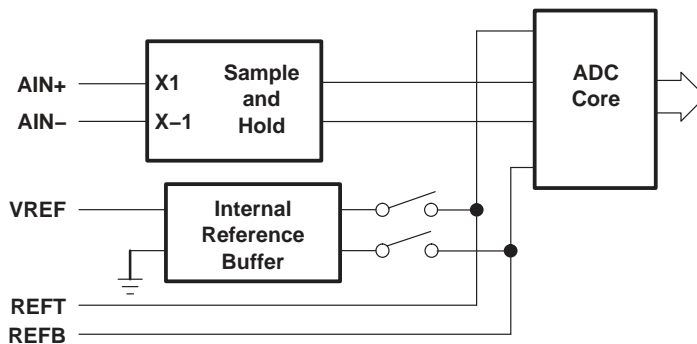 AIN+
AIN−
X1
X−1
Sample
and
Hold
ADC
Core
VREF
Internal
Reference
Buffer
REFT
REFB